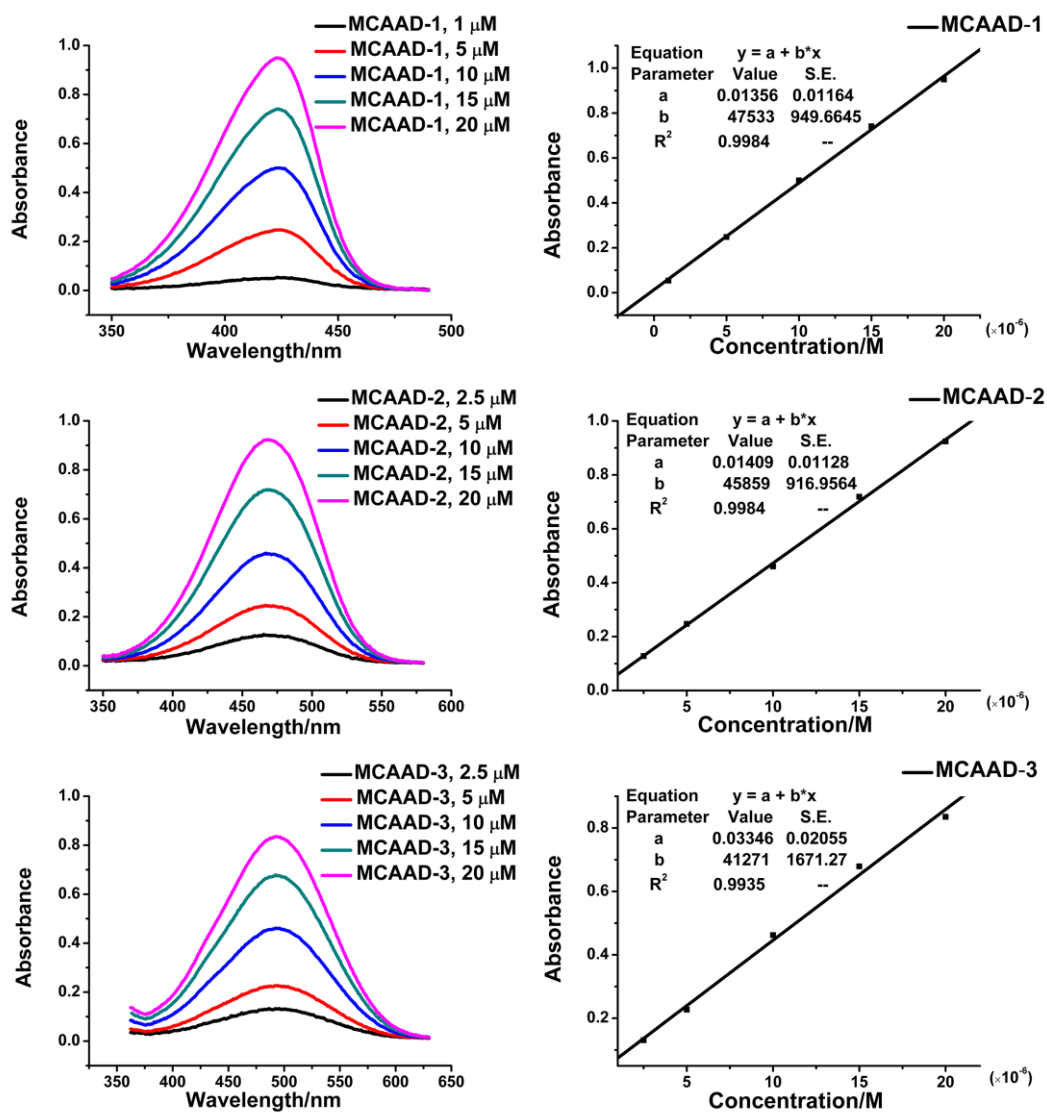 MCAAD-1, 1 μM
MCAAD-1, 5 μM
MCAAD-1, 10 μM
MCAAD-1, 15 μM
MCAAD-1, 20 μM
1.0
0.8
0.6
0.4
0.2
0.0
Absorbance
350 400 450 500
Wavelength/nm
MCAAD-1
Equation y = a + b*x
Parameter Value S.E.
a 0.01356 0.01164
b 47533 949.6645
R² 0.9984 --
1.0
0.8
0.6
0.4
0.2
0.0
Absorbance
0 5 10 15 20 (×10⁻⁶)
Concentration/M
MCAAD-2, 2.5 μM
MCAAD-2, 5 μM
MCAAD-2, 10 μM
MCAAD-2, 15 μM
MCAAD-2, 20 μM
1.0
0.8
0.6
0.4
0.2
0.0
Absorbance
350 400 450 500 550 600
Wavelength/nm
MCAAD-2
Equation y = a + b*x
Parameter Value S.E.
a 0.01409 0.01128
b 45859 916.9564
R² 0.9984 --
1.0
0.8
0.6
0.4
0.2
0.0
Absorbance
5 10 15 20 (×10⁻⁶)
Concentration/M
MCAAD-3, 2.5 μM
MCAAD-3, 5 μM
MCAAD-3, 10 μM
MCAAD-3, 15 μM
MCAAD-3, 20 μM
1.0
0.8
0.6
0.4
0.2
0.0
Absorbance
350 400 450 500 550 600 650
Wavelength/nm
MCAAD-3
Equation y = a + b*x
Parameter Value S.E.
a 0.03346 0.02055
b 41271 1671.27
R² 0.9935 --
0.8
0.6
0.4
0.2
Absorbance
5 10 15 20 (×10⁻⁶)
Concentration/M